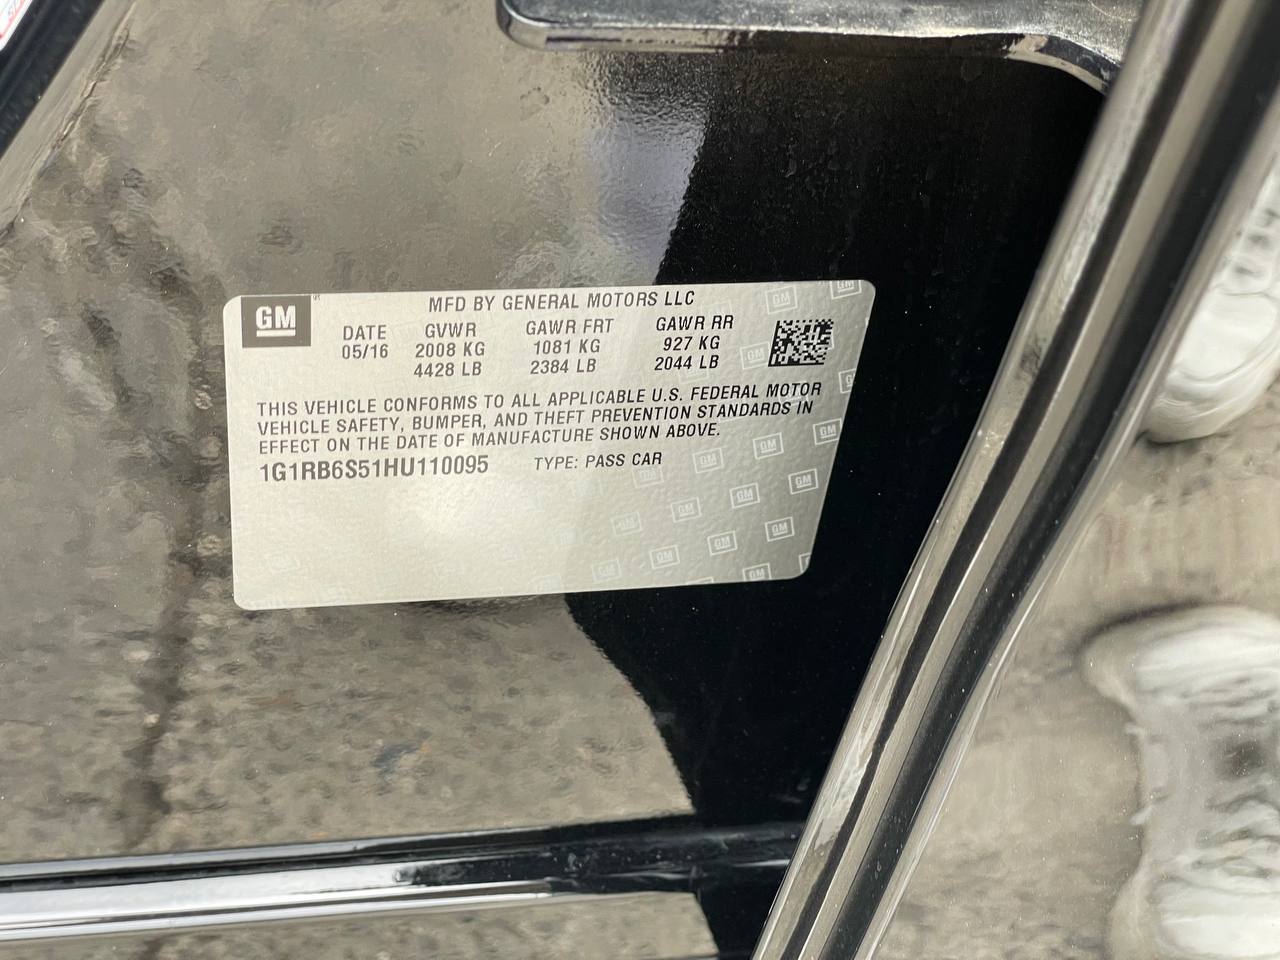 GM
MFD BY GENERAL MOTORS LLC
DATE GVWR GAWR FRT GAWR RR
05/16 2008 KG 1081 KG 927 KG
4428 LB 2384 LB 2044 LB
THIS VEHICLE CONFORMS TO ALL APPLICABLE U.S. FEDERAL MOTOR
VEHICLE SAFETY, BUMPER, AND THEFT PREVENTION STANDARDS IN
EFFECT ON THE DATE OF MANUFACTURE SHOWN ABOVE.
1G1RB6S51HU110095 TYPE: PASS CAR